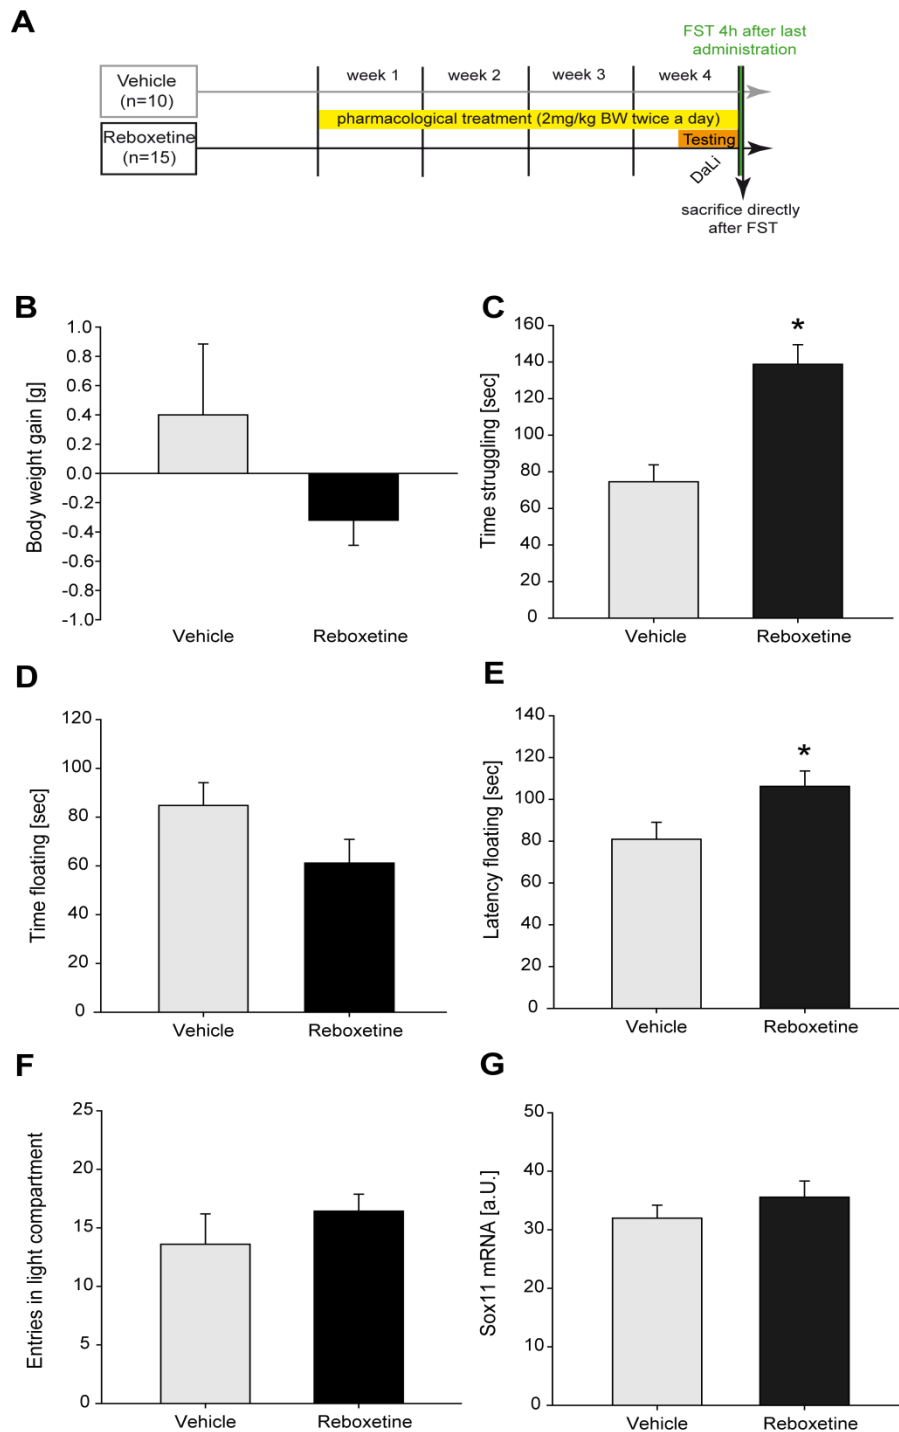 A
FST 4h after last
administration
Vehicle
(n=10)
week 1
week 2
week 3
week 4
pharmacological treatment (2mg/kg BW twice a day)
Reboxetine
(n=15)
Testing
DaLi
sacrifice directly
after FST
B
Body weight gain [g]
1.0
0.8
0.6
0.4
0.2
0.0
-0.2
-0.4
-0.6
-0.8
-1.0
Vehicle
Reboxetine
C
Time struggling [sec]
160
140
120
100
80
60
40
20
0
*
Vehicle
Reboxetine
D
Time floating [sec]
120
100
80
60
40
20
0
Vehicle
Reboxetine
E
Latency floating [sec]
140
120
100
80
60
40
20
0
*
Vehicle
Reboxetine
F
Entries in light compartment
25
20
15
10
5
0
Vehicle
Reboxetine
G
Sox11 mRNA [a.U.]
50
40
30
20
10
0
Vehicle
Reboxetine